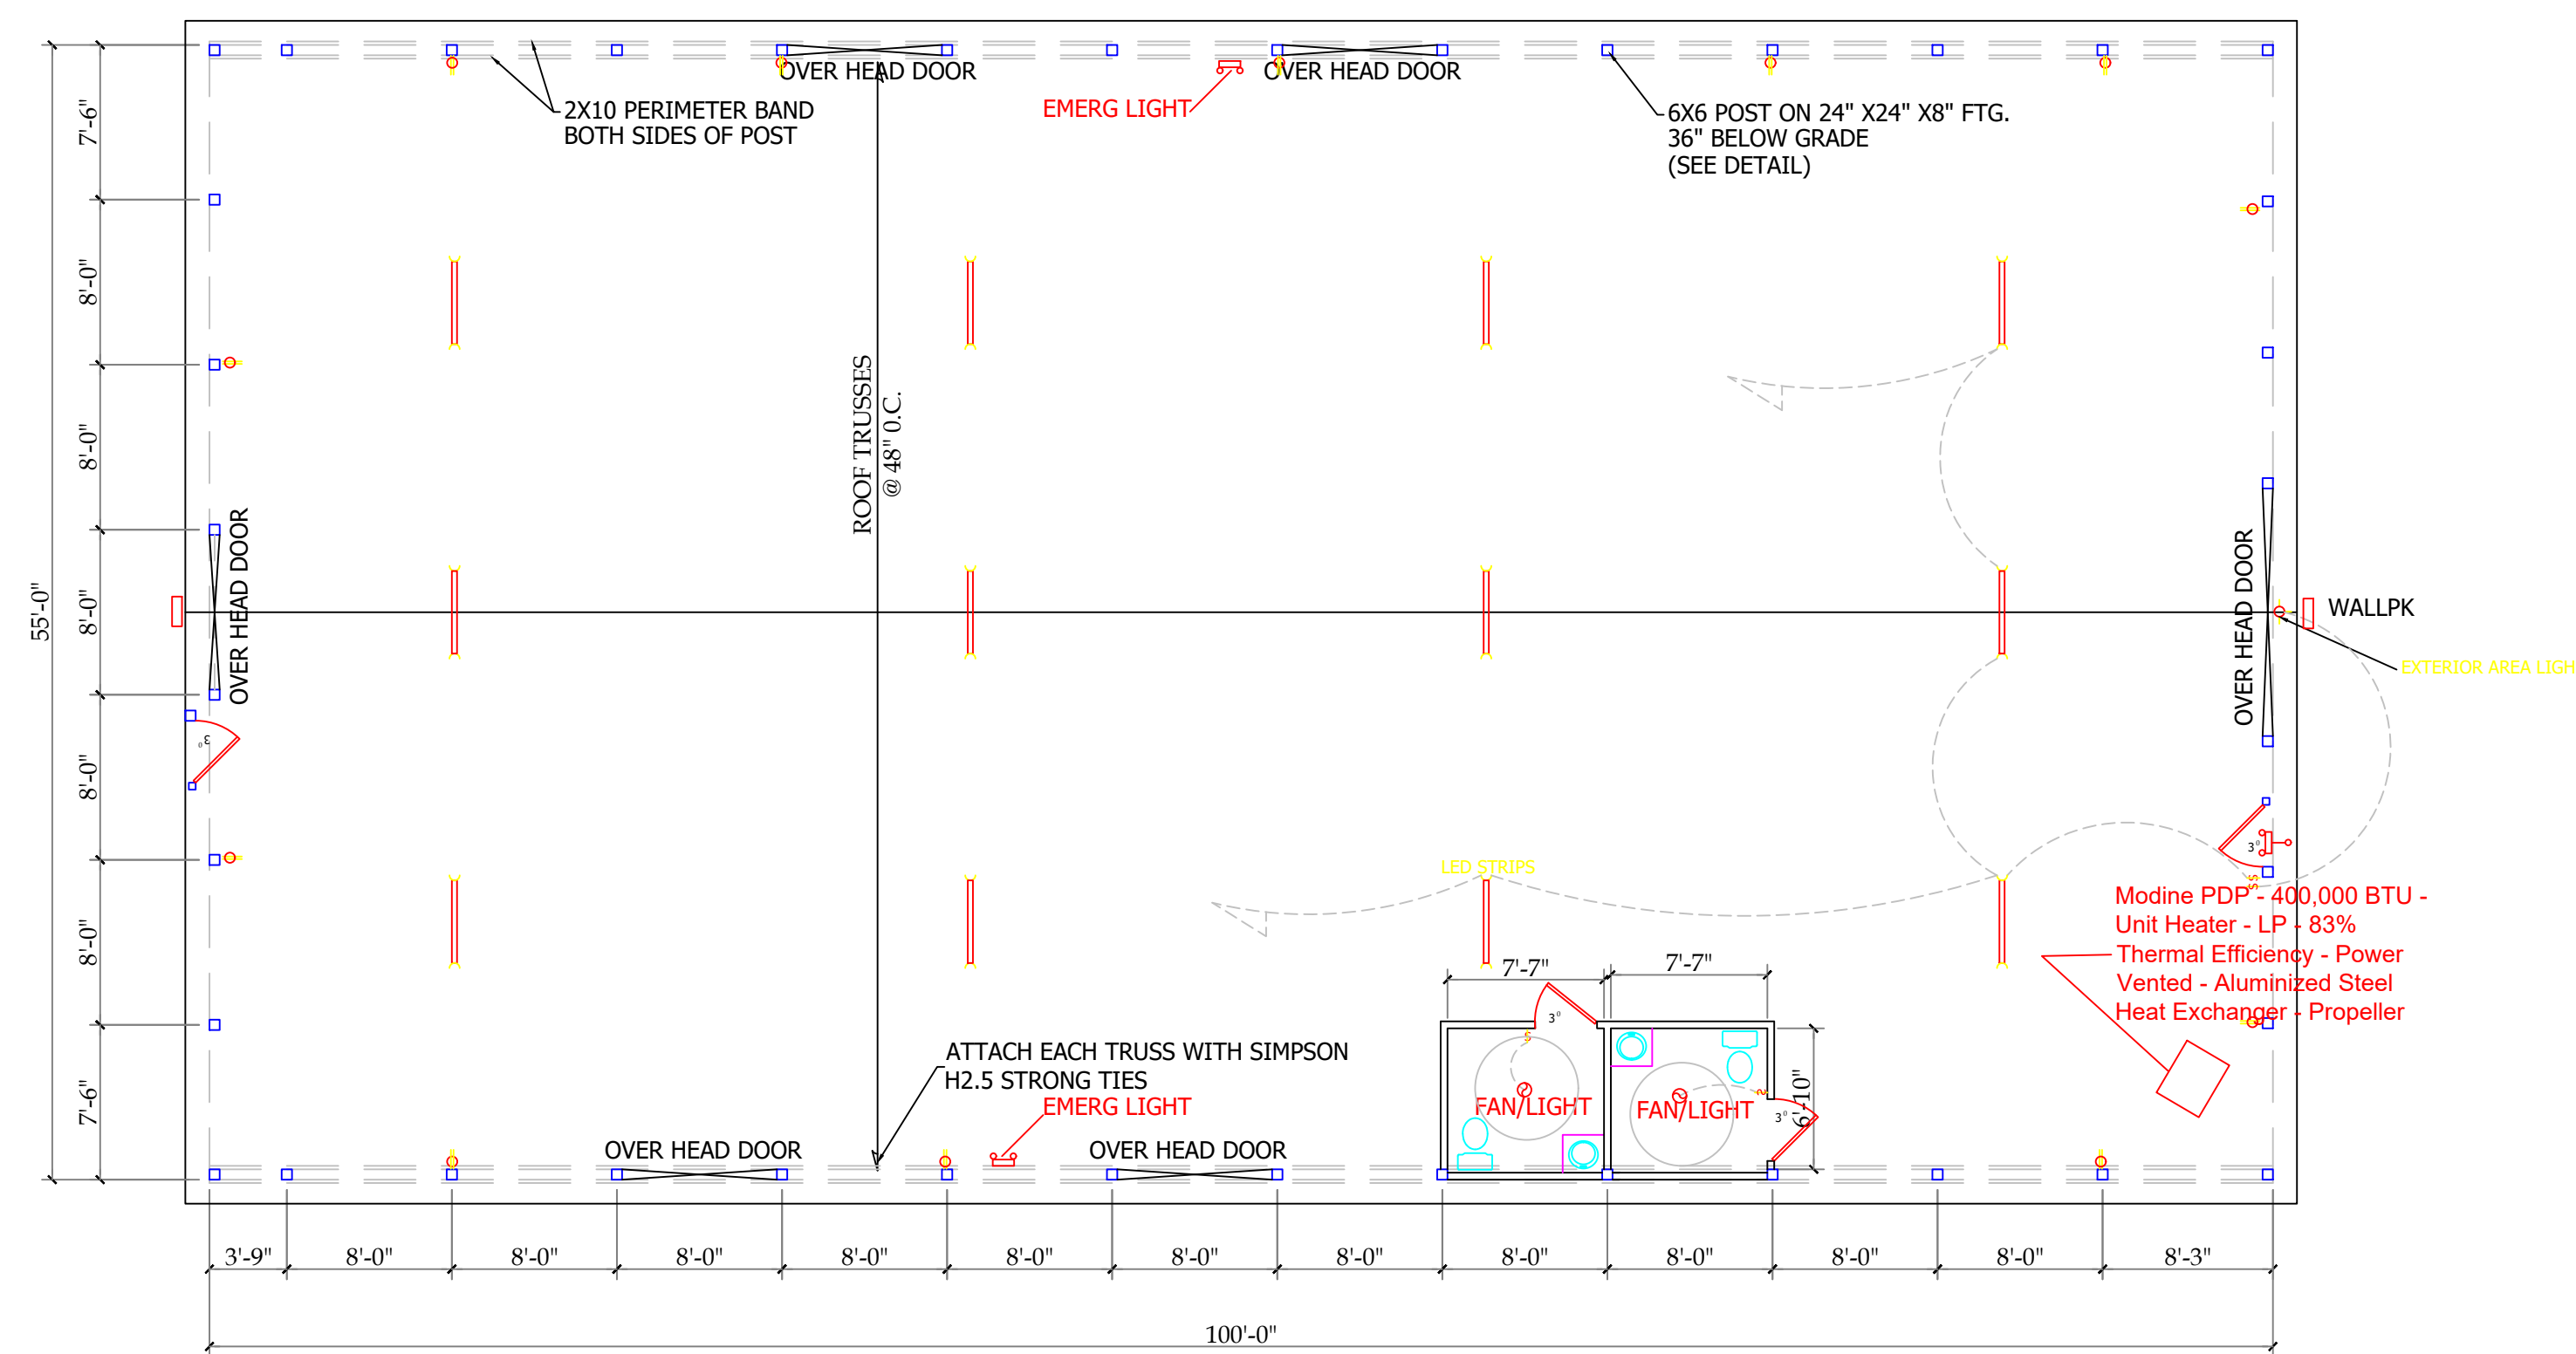 OVER HEAD DOOR
OVER HEAD DOOR
EMERG LIGHT
2X10 PERIMETER BAND
BOTH SIDES OF POST
6X6 POST ON 24" X24" X8" FTG.
36" BELOW GRADE
(SEE DETAIL)
7'-6"
8'-0"
8'-0"
8'-0"
8'-0"
8'-0"
7'-6"
55'-0"
ROOF TRUSSES
@ 48" O.C.
OVER HEAD DOOR
OVER HEAD DOOR
WALLPK
EXTERIOR AREA LIGH
3⁰
3⁰
LED STRIPS
$$
Modine PDP - 400,000 BTU -
Unit Heater - LP - 83%
Thermal Efficiency - Power
Vented - Aluminized Steel
Heat Exchanger - Propeller
7'-7"
7'-7"
3⁰
FAN/LIGHT
FAN/LIGHT
3⁰
6'-10"
ATTACH EACH TRUSS WITH SIMPSON
H2.5 STRONG TIES
EMERG LIGHT
OVER HEAD DOOR
OVER HEAD DOOR
3'-9"
8'-0"
8'-0"
8'-0"
8'-0"
8'-0"
8'-0"
8'-0"
8'-0"
8'-0"
8'-0"
8'-0"
8'-3"
100'-0"